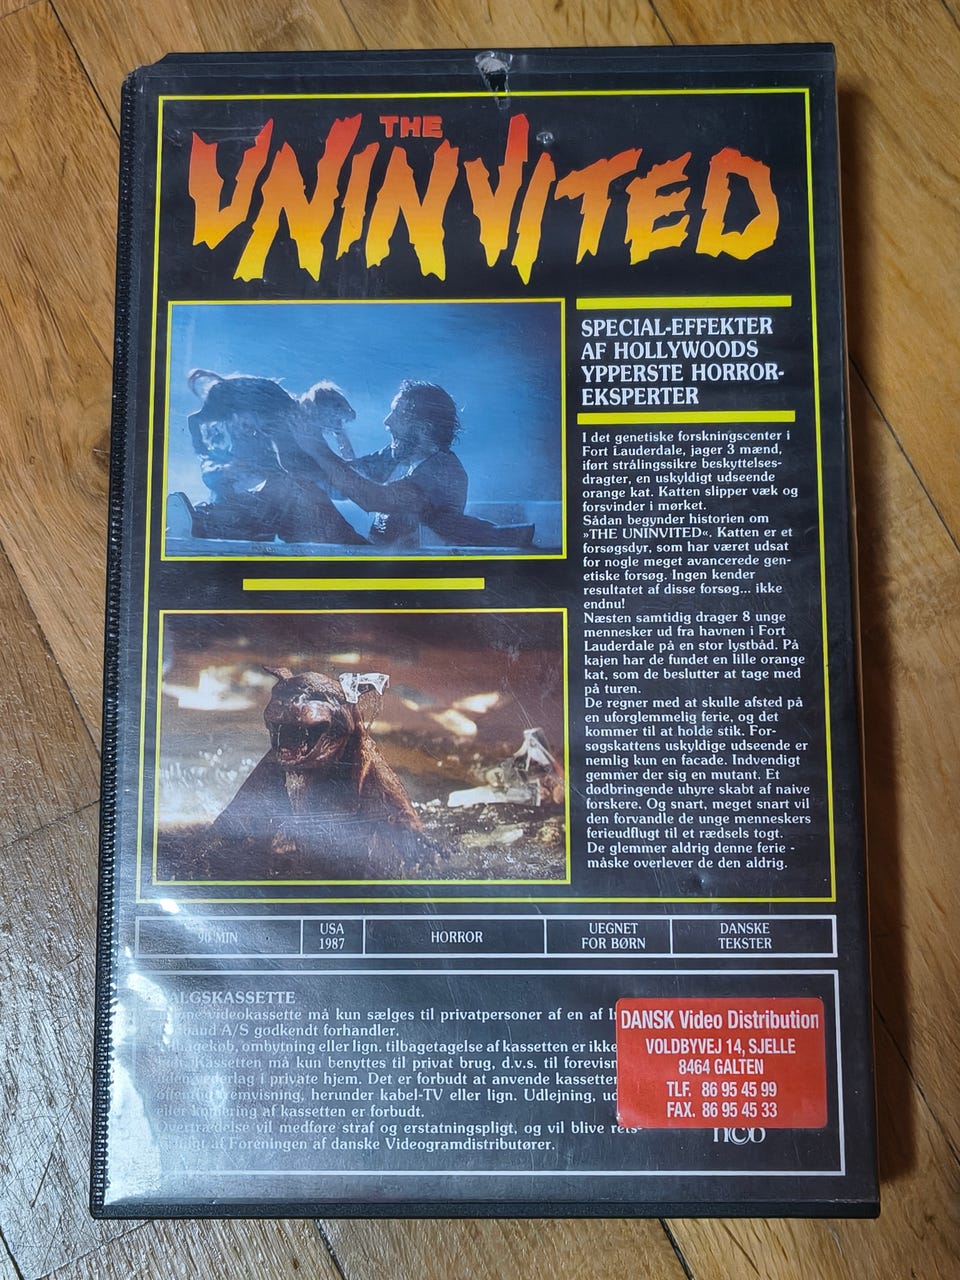 THE
UNINVITED
SPECIAL-EFFEKTER
AF HOLLYWOODS
YPPERSTE HORROR-
EKSPERTER
I det genetiske forskningscenter i
Fort Lauderdale, jager 3 mænd,
iført strålingssikre beskyttelses-
dragter, en uskyldigt udseende
orange kat. Katten slipper væk og
forsvinder i mørket.
Sådan begynder historien om
»THE UNINVITED«. Katten er et
forsøgsdyr, som har været udsat
for nogle meget avancerede gen-
etiske forsøg. Ingen kender
resultatet af disse forsøg... ikke
endnu!
Næsten samtidig drager 8 unge
mennesker ud fra havnen i Fort
Lauderdale på en stor lystbåd. På
kajen har de fundet en lille orange
kat, som de beslutter at tage med
på turen.
De regner med at skulle afsted på
en uforglemmelig ferie, og det
kommer til at holde stik. For-
søgskattens uskyldige udseende er
nemlig kun en facade. Indvendigt
gemmer der sig en mutant. Et
dødbringende uhyre skabt af naive
forskere. Og snart, meget snart vil
den forvandle de unge menneskers
ferieudflugt til et rædsels togt.
De glemmer aldrig denne ferie -
måske overlever de den aldrig.
90 MIN
USA
1987
HORROR
UEGNET
FOR BØRN
DANSKE
TEKSTER
videokassette må kun sælges til privatpersoner af en af
A/S godkendt forhandler.
ombytning eller lign. tilbagetagelse af kassetten er ikke
Kassetten må kun benyttes til privat brug, d.v.s. til
i private hjem. Det er forbudt at anvende kassetten
fremvisning, herunder kabel-TV eller lign. Udlejning,
eller kopiering af kassetten er forbudt.
Overtrædelse vil medføre straf og erstatningspligt, og vil blive rets-
af Foreningen af danske Videogramdistributører.
DANSK Video Distribution
VOLDBYVEJ 14, SJELLE
8464 GALTEN
TLF. 86 95 45 99
FAX. 86 95 45 33